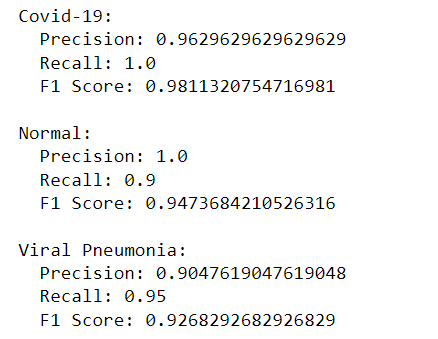 Covid-19:
Precision: 0.9629629629629629
Recall: 1.0
F1 Score: 0.9811320754716981
Normal:
Precision: 1.0
Recall: 0.9
F1 Score: 0.9473684210526316
Viral Pneumonia:
Precision: 0.9047619047619048
Recall: 0.95
F1 Score: 0.9268292682926829